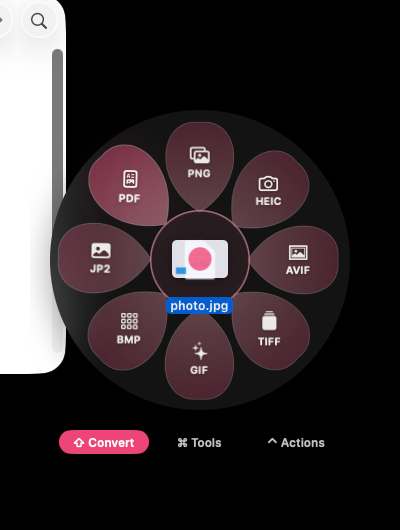 PNG
PDF
HEIC
JP2
AVIF
photo.jpg
BMP
TIFF
GIF
⇧ Convert
⌘ Tools
⌃ Actions